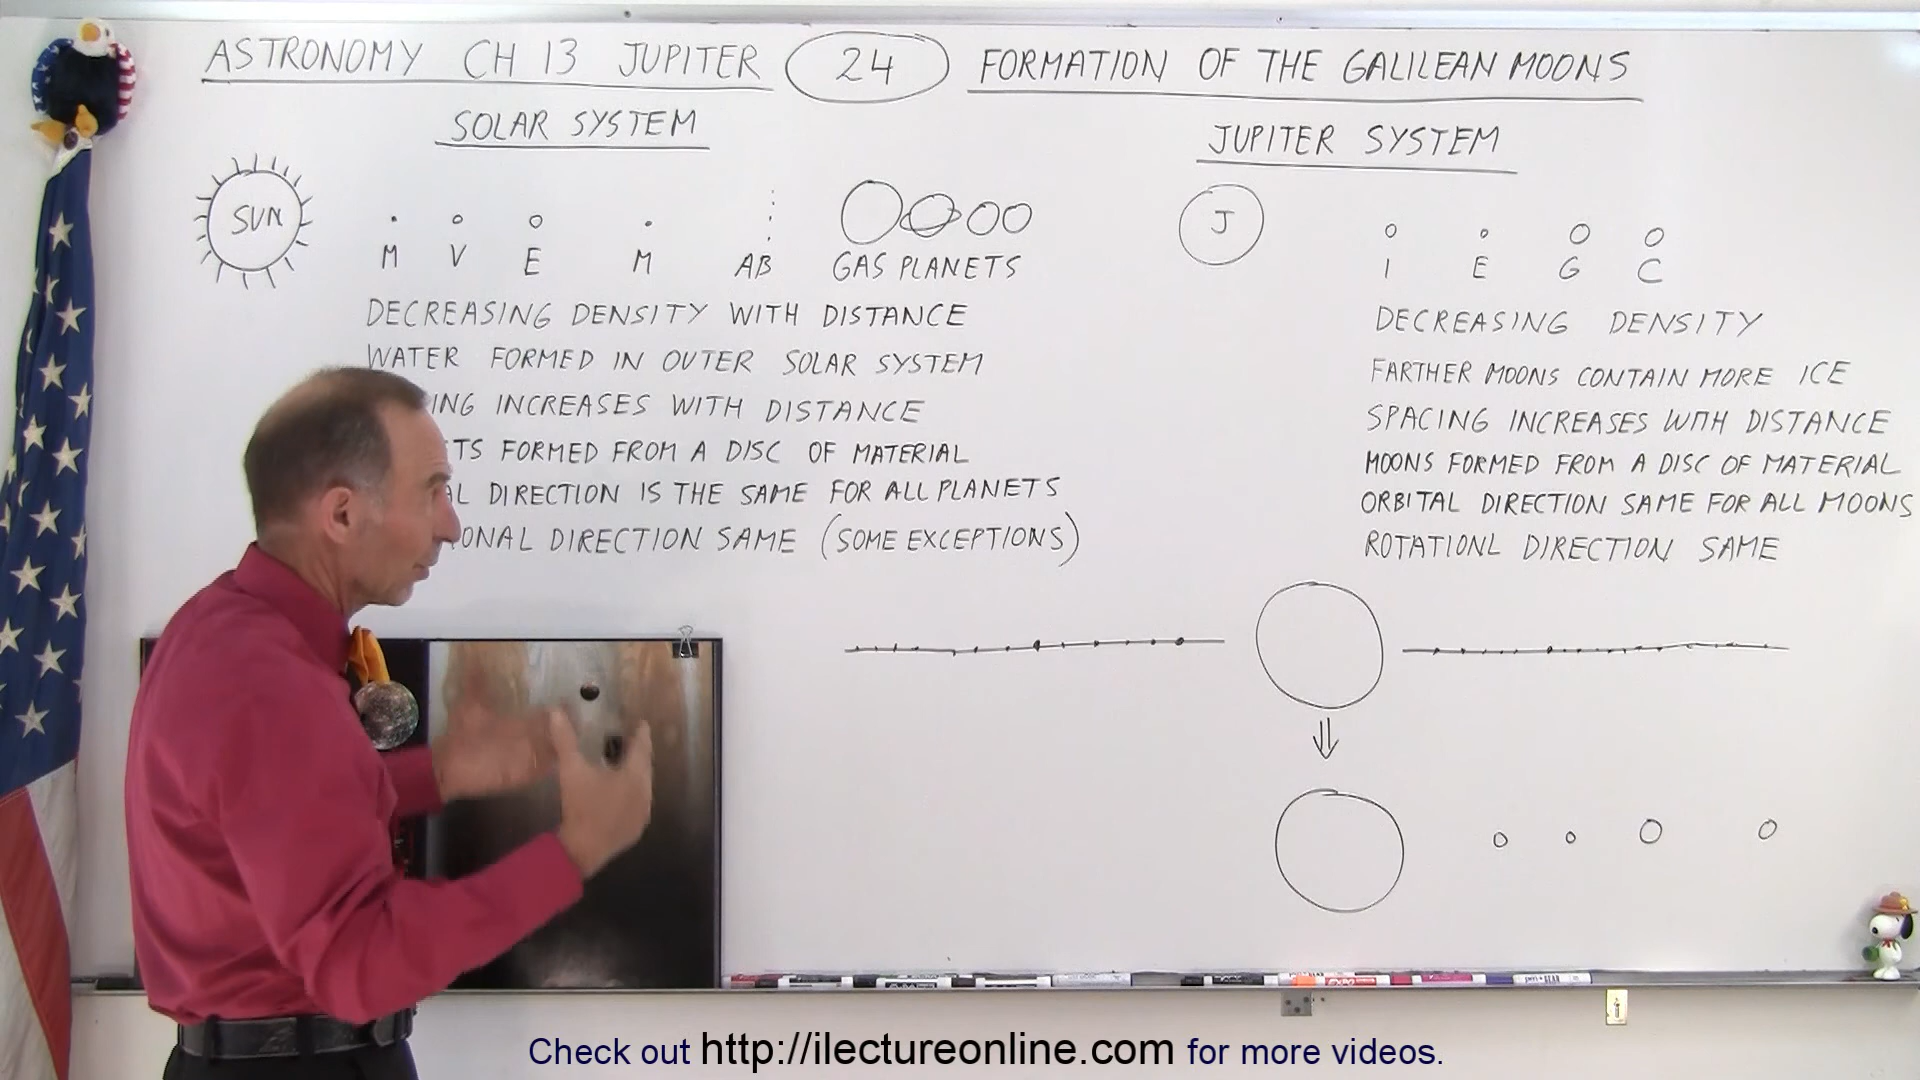 ASTRONOMY CH 13 JUPITER 24 FORMATION OF THE GALILEAN MOONS
SOLAR SYSTEM
SUN
M V E M AB GAS PLANETS
DECREASING DENSITY WITH DISTANCE
WATER FORMED IN OUTER SOLAR SYSTEM
ING INCREASES WITH DISTANCE
TS FORMED FROM A DISC OF MATERIAL
AL DIRECTION IS THE SAME FOR ALL PLANETS
ONAL DIRECTION SAME (SOME EXCEPTIONS)
JUPITER SYSTEM
J
I E G C
DECREASING DENSITY
FARTHER MOONS CONTAIN MORE ICE
SPACING INCREASES WITH DISTANCE
MOONS FORMED FROM A DISC OF MATERIAL
ORBITAL DIRECTION SAME FOR ALL MOONS
ROTATIONL DIRECTION SAME
EXPO
Check out http://ilectureonline.com for more videos.